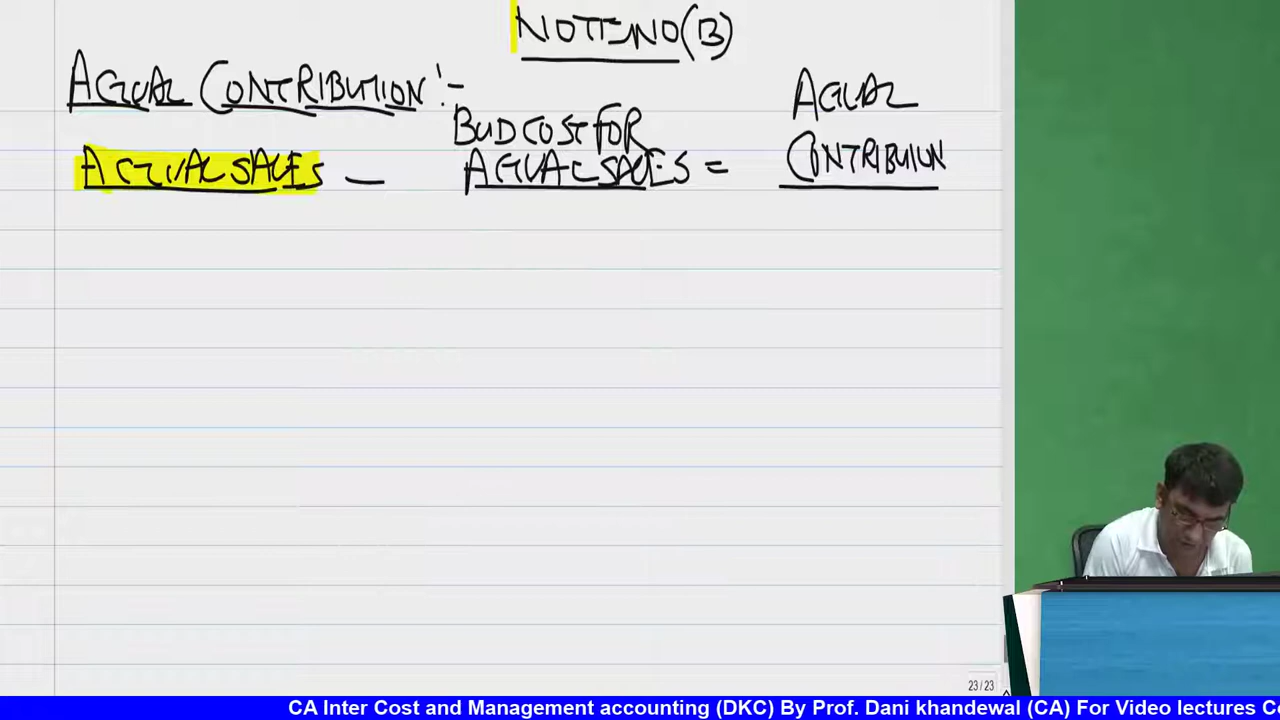 NOTE NO (B)
ACTUAL CONTRIBUTION :-
ACTUAL SALES - BUD COST FOR ACTUAL SALES = ACTUAL CONTRIBUTION
23/23
CA Inter Cost and Management accounting (DKC) By Prof. Dani khandewal (CA) For Video lectures Co